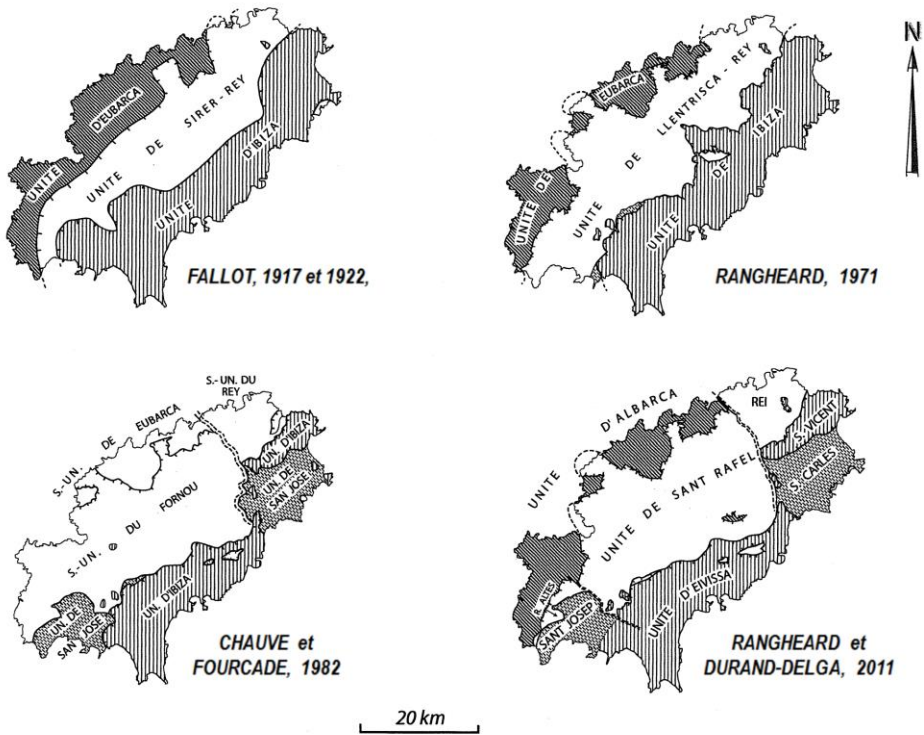 N
UNITÉ D'EUBARCA
UNITE DE SIRER-REY
UNITE D'IBIZA
FALLOT, 1917 et 1922,
UNITE DE EUBARCA
UNITE DE LLENTRISCA-REY
UNITE DE IBIZA
RANGHEARD, 1971
S.-UN. DE EUBARCA
S.-UN. DU
REY
S.-UN. DU FORNOU
UN. D'IBIZA
UN. DE
SAN JOSE
UN. D'IBIZA
UN. DE
SAN JOSE
CHAUVE et
FOURCADE, 1982
UNITE D'ALBARCA
REI
S. VICENT
S. CARLES
UNITE DE SANT RAFEL
UNITE D'EIVISSA
SANT JOSEP
RANGHEARD et
DURAND-DELGA, 2011
20 km